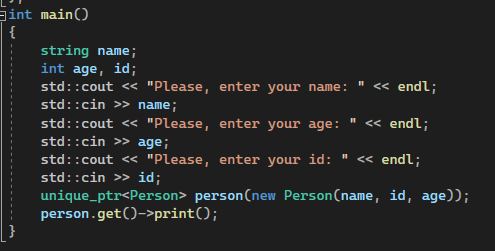 int main()
{
    string name;
    int age, id;
    std::cout << "Please, enter your name: " << endl;
    std::cin >> name;
    std::cout << "Please, enter your age: " << endl;
    std::cin >> age;
    std::cout << "Please, enter your id: " << endl;
    std::cin >> id;
    unique_ptr<Person> person(new Person(name, id, age));
    person.get()->print();
}